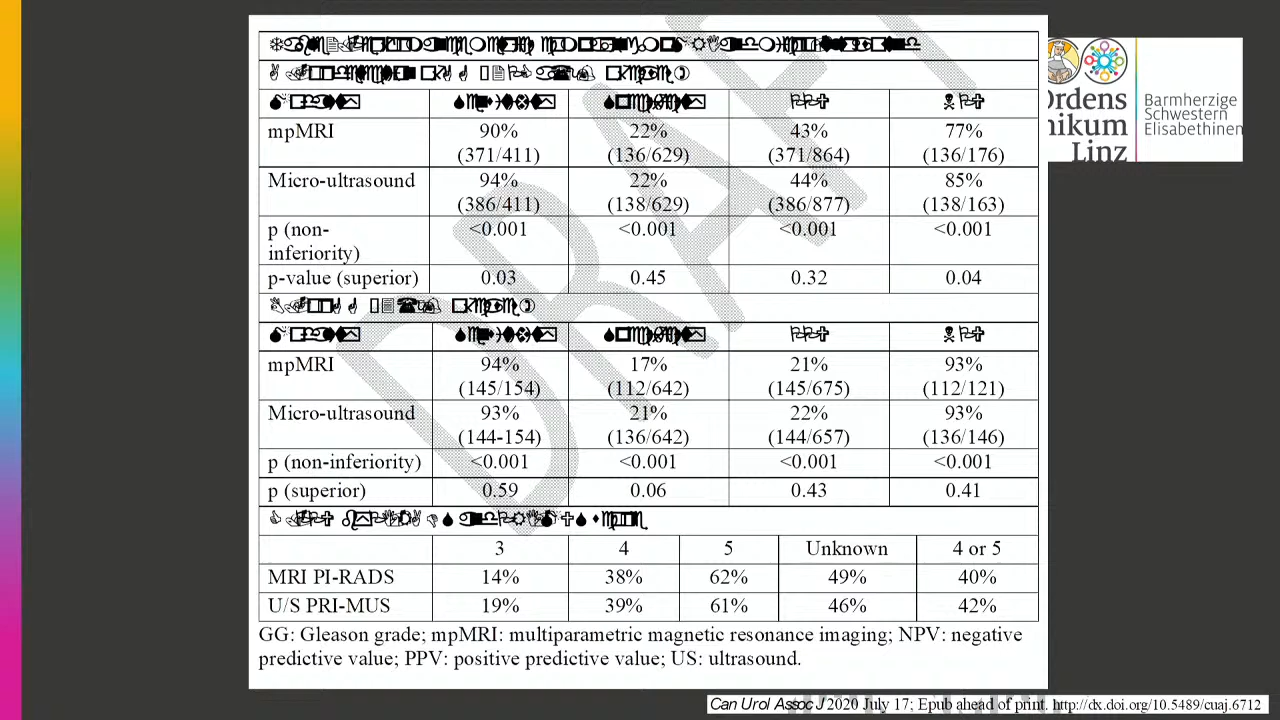 Ordens
Barmherzige
Schwestern
Elisabethinen
nikum
Linz
DRAFT
mpMRI 90% 22% 43% 77%
(371/411) (136/629) (371/864) (136/176)
Micro-ultrasound 94% 22% 44% 85%
(386/411) (138/629) (386/877) (138/163)
p (non- <0.001 <0.001 <0.001 <0.001
inferiority)
p-value (superior) 0.03 0.45 0.32 0.04
mpMRI 94% 17% 21% 93%
(145/154) (112/642) (145/675) (112/121)
Micro-ultrasound 93% 21% 22% 93%
(144-154) (136/642) (144/657) (136/146)
p (non-inferiority) <0.001 <0.001 <0.001 <0.001
p (superior) 0.59 0.06 0.43 0.41
3 4 5 Unknown 4 or 5
MRI PI-RADS 14% 38% 62% 49% 40%
U/S PRI-MUS 19% 39% 61% 46% 42%
GG: Gleason grade; mpMRI: multiparametric magnetic resonance imaging; NPV: negative
predictive value; PPV: positive predictive value; US: ultrasound.
Can Urol Assoc J 2020 July 17; Epub ahead of print. http://dx.doi.org/10.5489/cuaj.6712